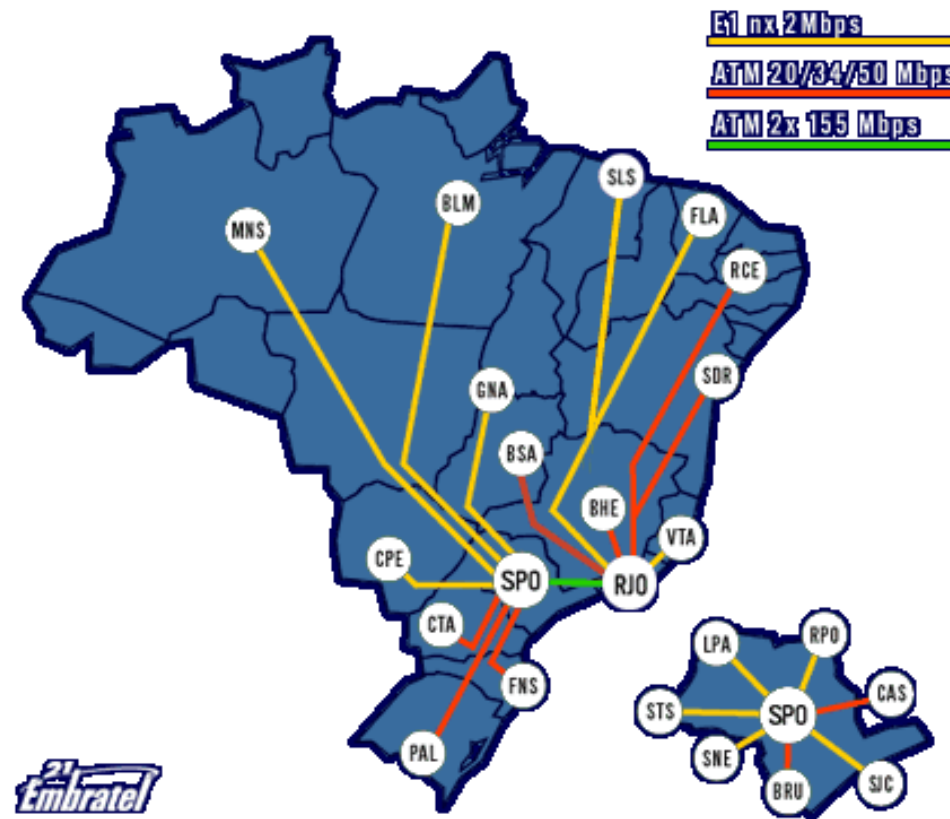 E1 nx 2Mbps
ATM 20//34//50 Mbps
ATM 2x 155 Mbps
SLS
BLM
FLA
MNS
RCE
SDR
GNA
BSA
BHE
VTA
CPE
SPO
RJO
CTA
FNS
PAL
LPA
RPO
CAS
STS
SPO
SNE
BRU
SJC
21
Embratel